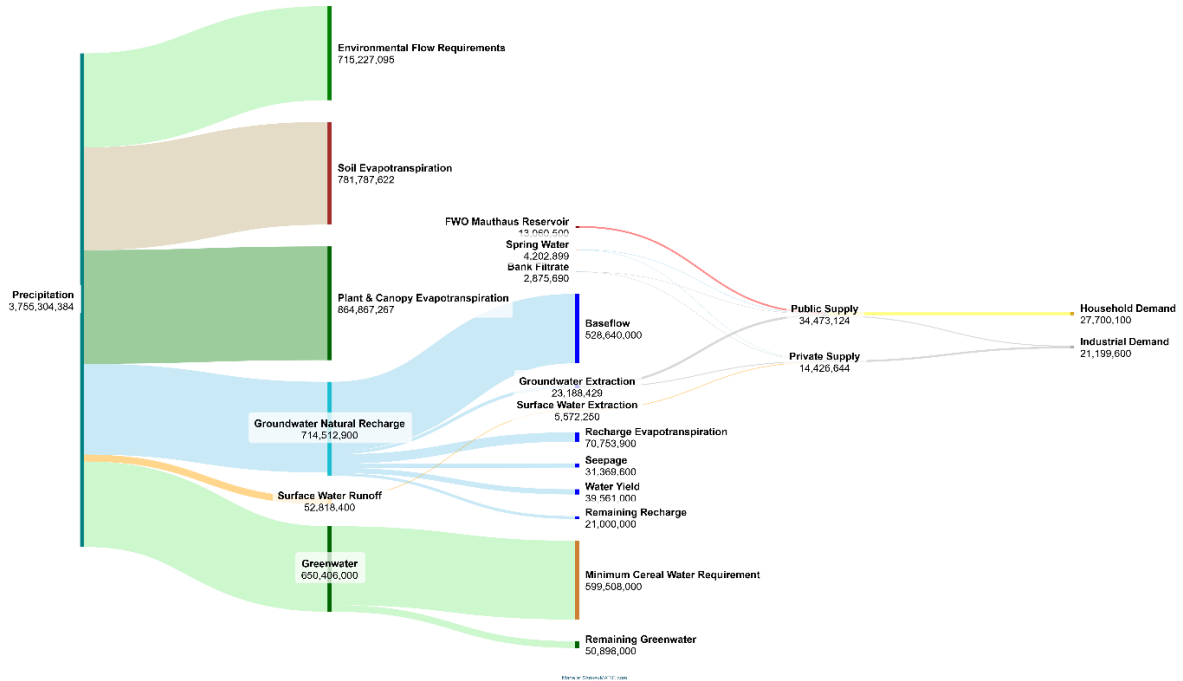 Environmental Flow Requirements
715,227,095
Soil Evapotranspiration
781,787,622
FWO Mauthaus Reservoir
13,060,500
Spring Water
4,202,899
Bank Filtrate
2,875,690
Precipitation
3,755,304,384
Plant & Canopy Evapotranspiration
864,867,267
Baseflow
528,640,000
Public Supply
34,473,124
Household Demand
27,700,100
Industrial Demand
21,199,600
Private Supply
14,426,644
Groundwater Extraction
23,188,429
Surface Water Extraction
5,572,250
Groundwater Natural Recharge
714,512,900
Recharge Evapotranspiration
70,753,900
Seepage
31,369,600
Water Yield
39,561,000
Surface Water Runoff
52,818,400
Remaining Recharge
21,000,000
Greenwater
650,406,000
Minimum Cereal Water Requirement
599,508,000
Remaining Greenwater
50,898,000